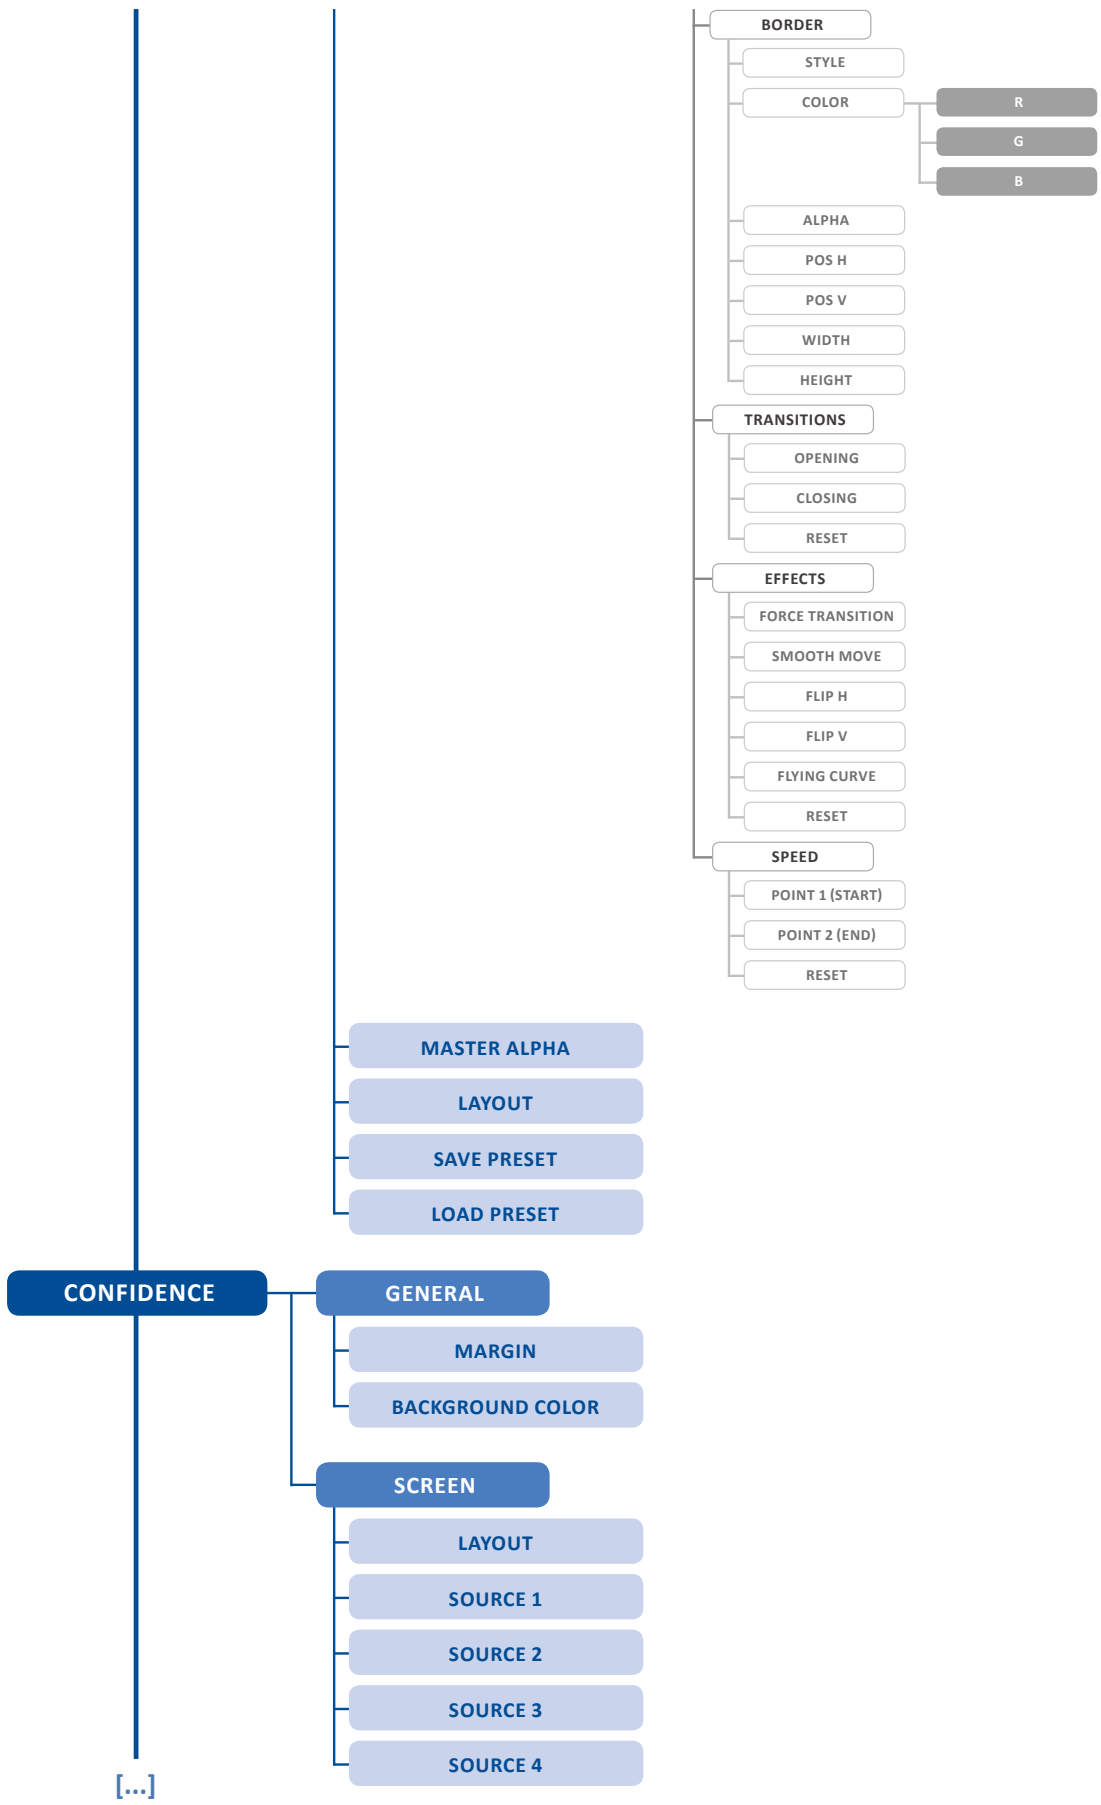 BORDER
STYLE
COLOR
R
G
B
ALPHA
POS H
POS V
WIDTH
HEIGHT
TRANSITIONS
OPENING
CLOSING
RESET
EFFECTS
FORCE TRANSITION
SMOOTH MOVE
FLIP H
FLIP V
FLYING CURVE
RESET
SPEED
POINT 1 (START)
POINT 2 (END)
RESET
MASTER ALPHA
LAYOUT
SAVE PRESET
LOAD PRESET
CONFIDENCE
GENERAL
MARGIN
BACKGROUND COLOR
SCREEN
LAYOUT
SOURCE 1
SOURCE 2
SOURCE 3
SOURCE 4
[...]